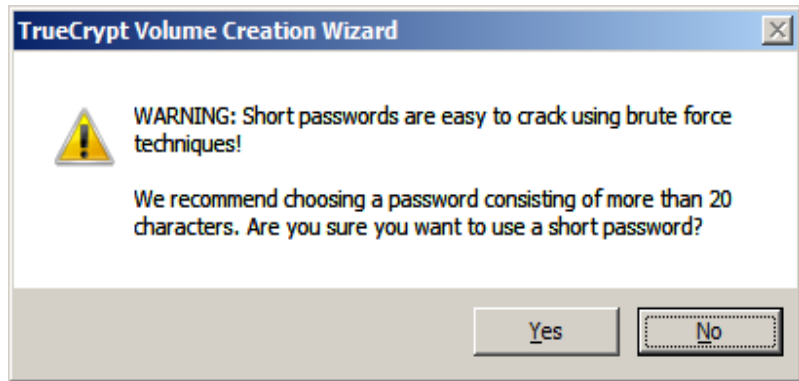 TrueCrypt Volume Creation Wizard
WARNING: Short passwords are easy to crack using brute force
techniques!
We recommend choosing a password consisting of more than 20
characters. Are you sure you want to use a short password?
Yes
No